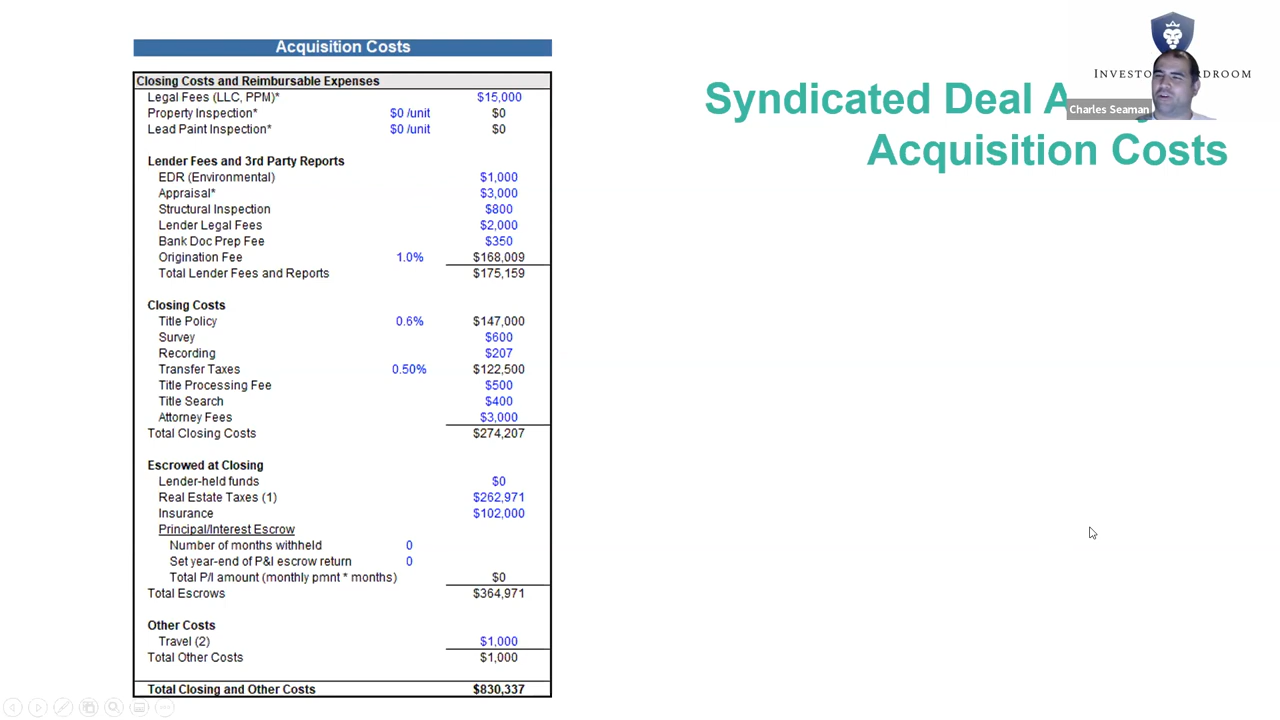 Acquisition Costs
Closing Costs and Reimbursable Expenses
Legal Fees (LLC, PPM)* $15,000
Property Inspection* $0 /unit $0
Lead Paint Inspection* $0 /unit $0
Lender Fees and 3rd Party Reports
EDR (Environmental) $1,000
Appraisal* $3,000
Structural Inspection $800
Lender Legal Fees $2,000
Bank Doc Prep Fee $350
Origination Fee 1.0% $168,009
Total Lender Fees and Reports $175,159
Closing Costs
Title Policy 0.6% $147,000
Survey $600
Recording $207
Transfer Taxes 0.50% $122,500
Title Processing Fee $500
Title Search $400
Attorney Fees $3,000
Total Closing Costs $274,207
Escrowed at Closing
Lender-held funds $0
Real Estate Taxes (1) $262,971
Insurance $102,000
Principal/Interest Escrow
Number of months withheld 0
Set year-end of P&I escrow return 0
Total P/I amount (monthly pmnt * months) $0
Total Escrows $364,971
Other Costs
Travel (2) $1,000
Total Other Costs $1,000
Total Closing and Other Costs $830,337
Charles Seaman
Syndicated Deal
Acquisition Costs